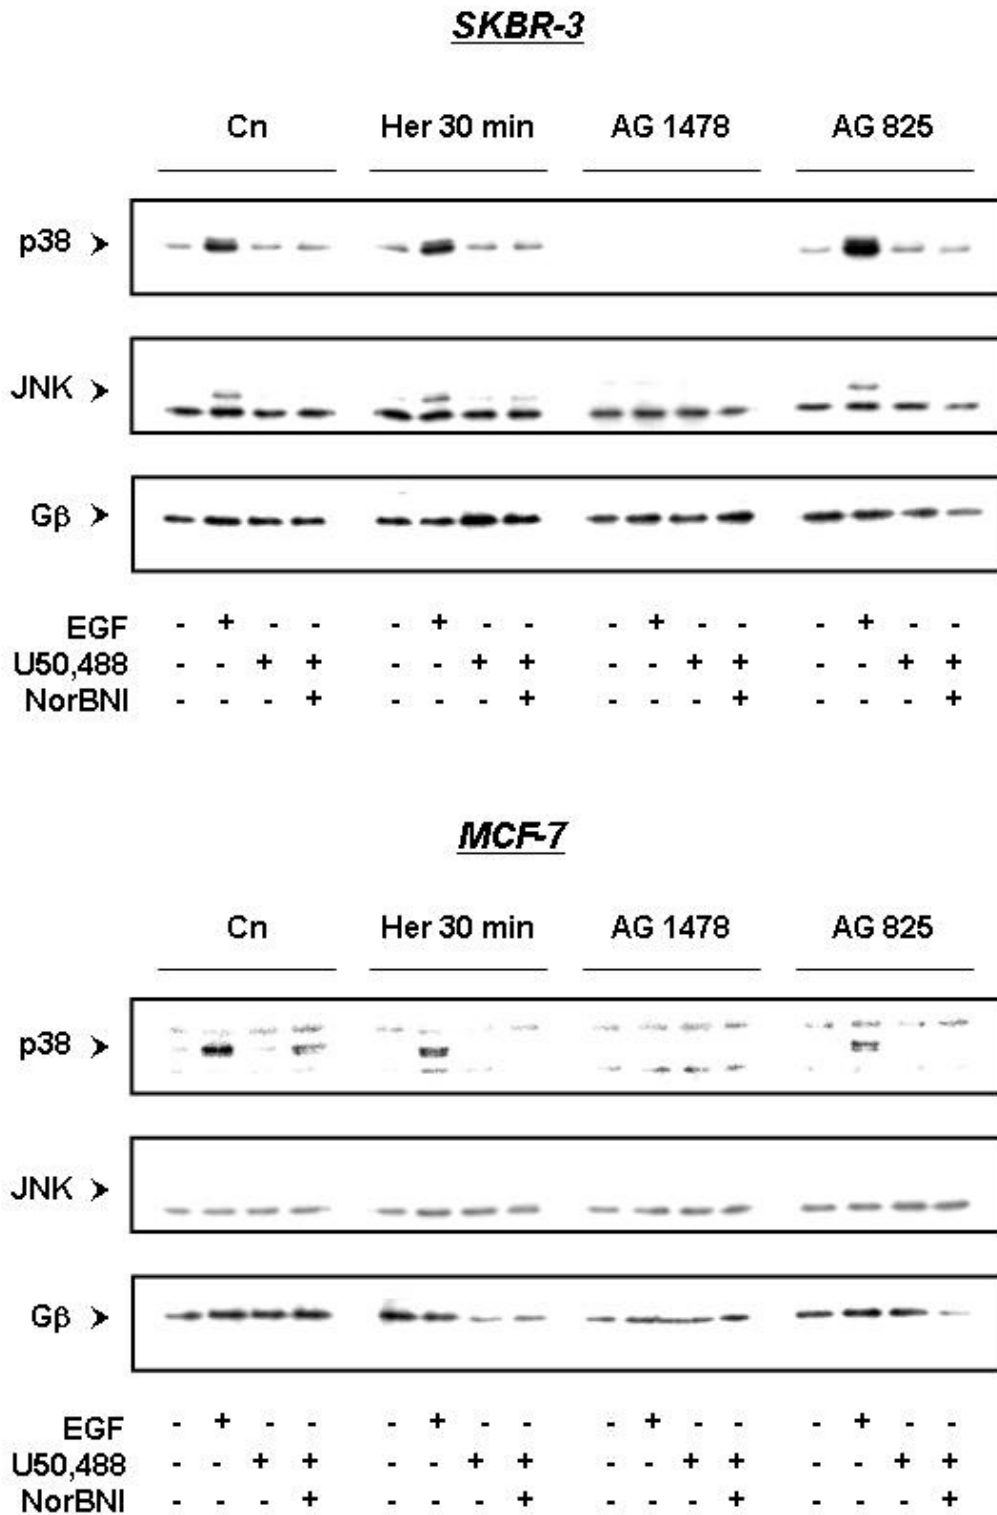 SKBR-3
Cn Her 30 min AG 1478 AG 825
p38
JNK
Gβ
EGF - + - - - + - - - + - - - + - -
U50,488 - - + + - - + + - - + + - - + +
NorBNI - - - + - - - + - - - + - - - +
MCF-7
Cn Her 30 min AG 1478 AG 825
p38
JNK
Gβ
EGF - + - - - + - - - + - - - + - -
U50,488 - - + + - - + + - - + + - - + +
NorBNI - - - + - - - + - - - + - - - +